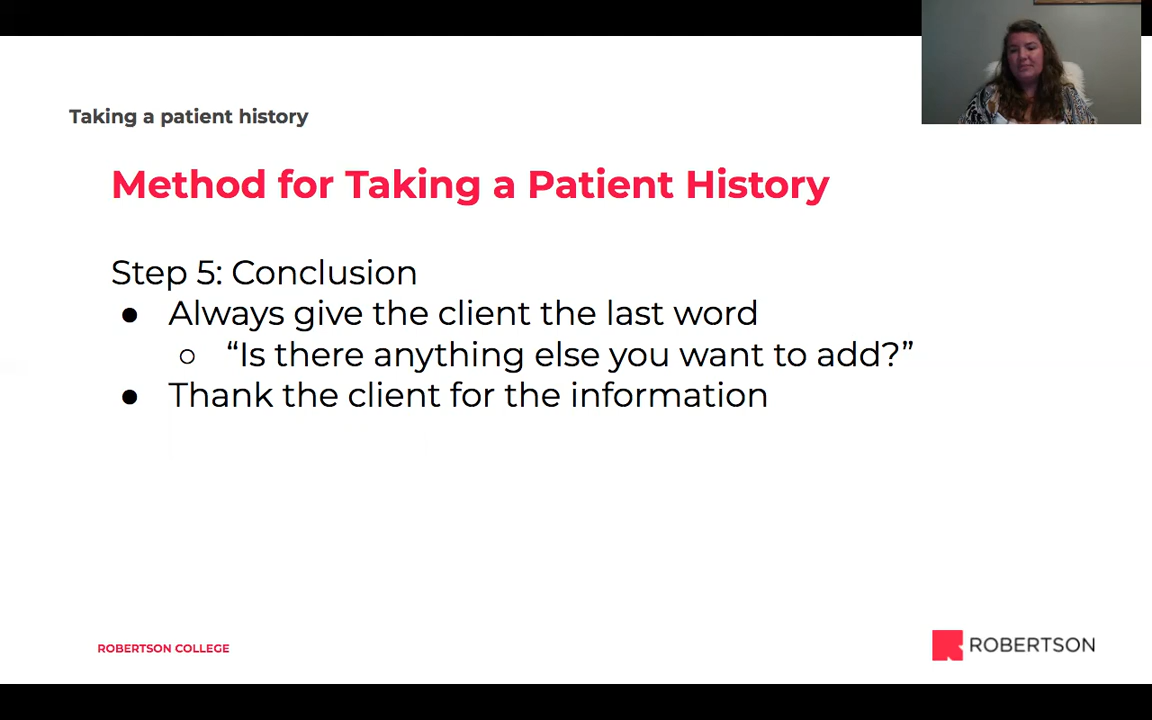 Taking a patient history
Method for Taking a Patient History
Step 5: Conclusion
● Always give the client the last word
○ “Is there anything else you want to add?”
● Thank the client for the information
ROBERTSON COLLEGE
ROBERTSON